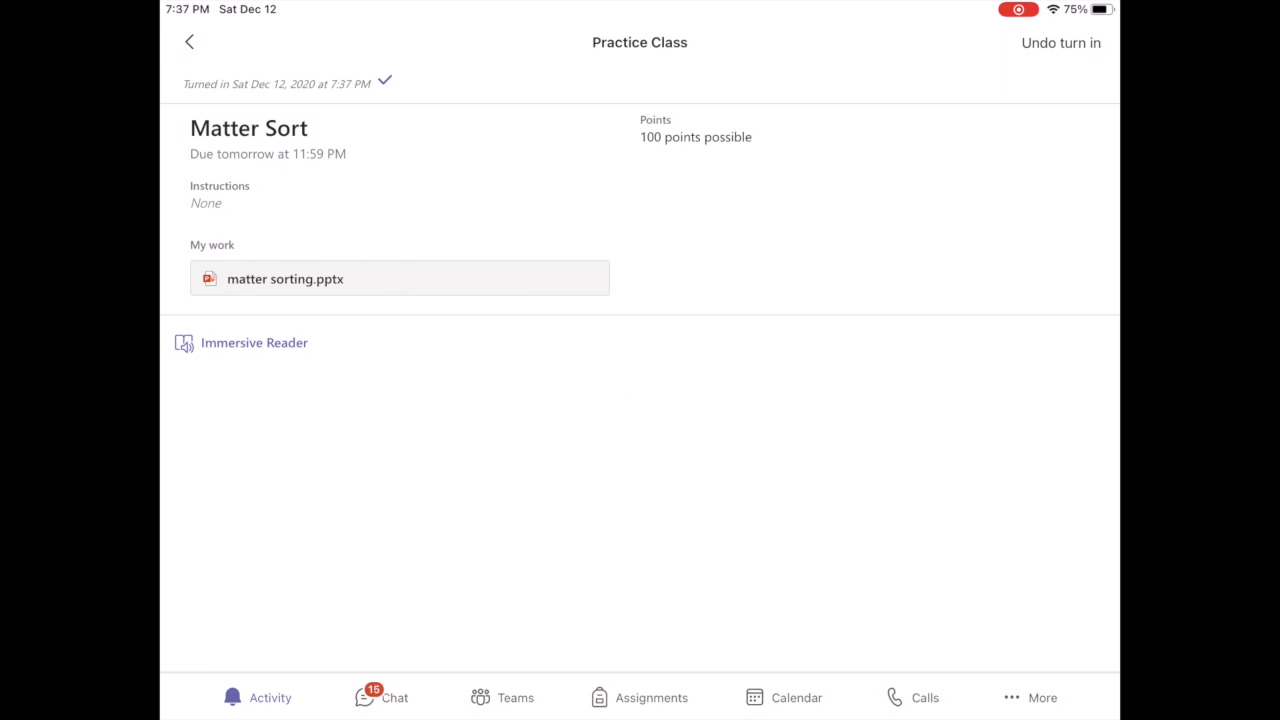 7:37 PM Sat Dec 12 75%
Practice Class Undo turn in
Turned in Sat Dec 12, 2020 at 7:37 PM
Matter Sort
Due tomorrow at 11:59 PM
Points
100 points possible
Instructions
None
My work
matter sorting.pptx
Immersive Reader
Activity 15 Chat Teams Assignments Calendar Calls More